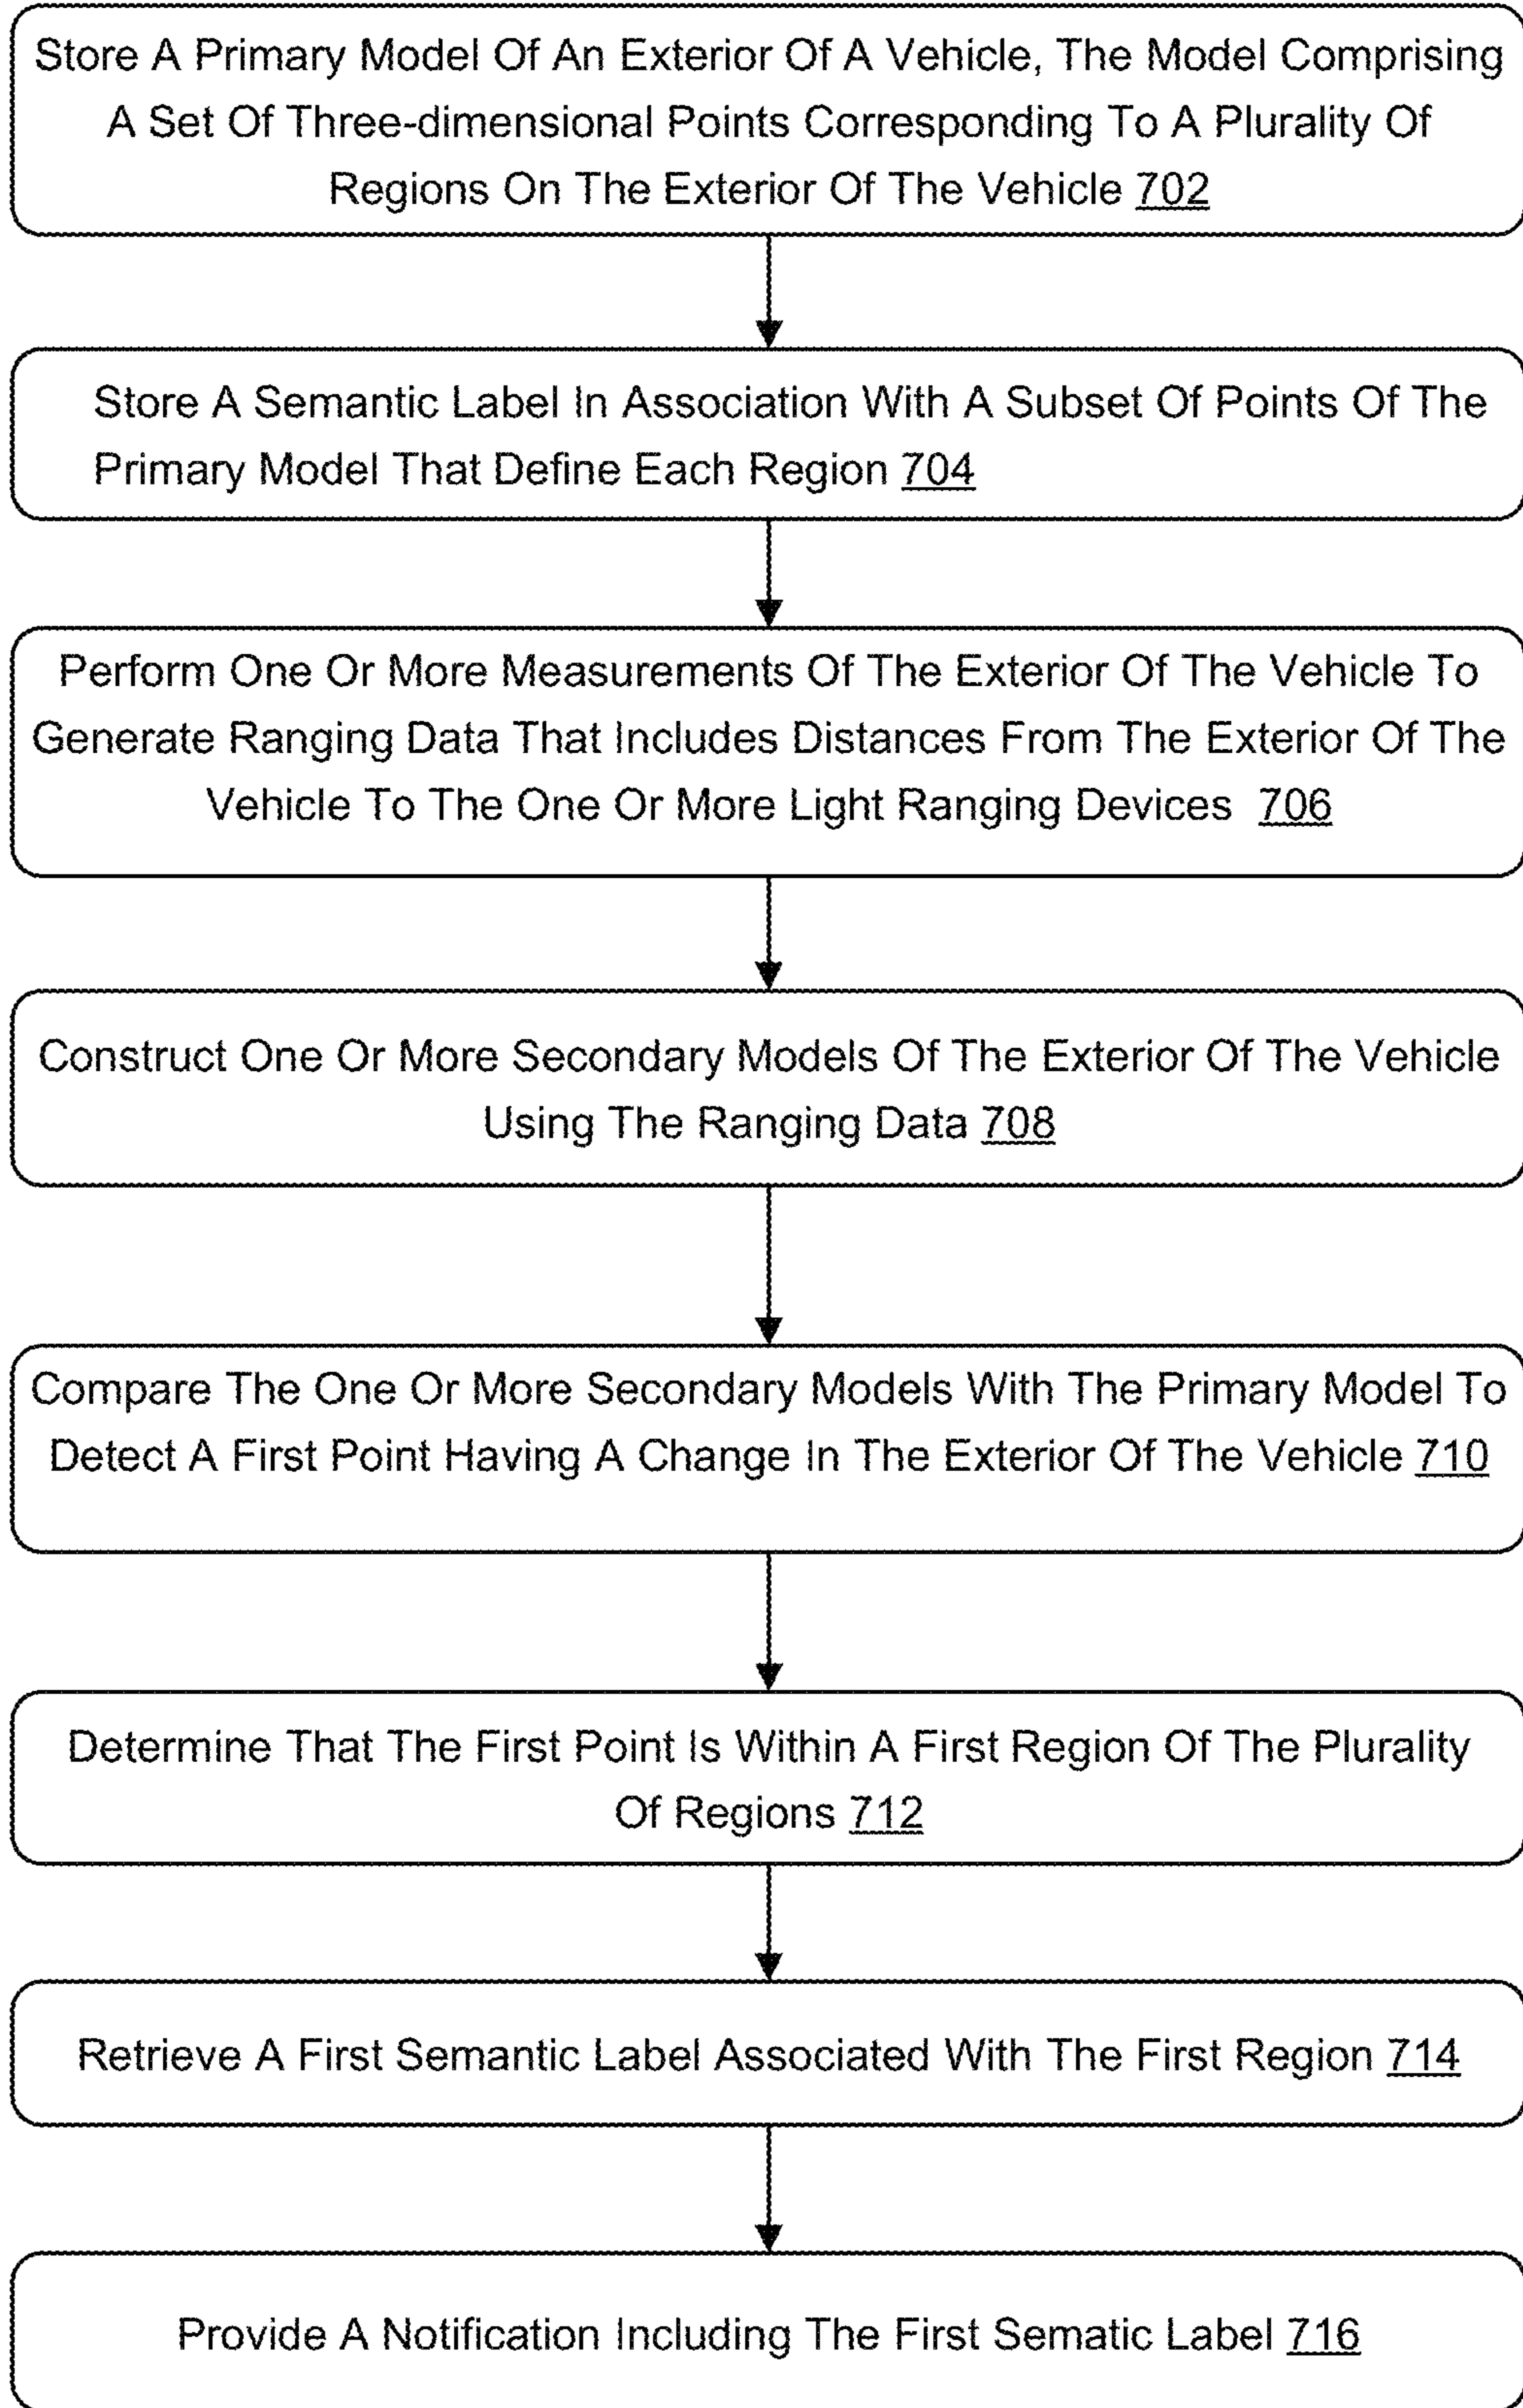 Store A Primary Model Of An Exterior Of A Vehicle, The Model Comprising
A Set Of Three-dimensional Points Corresponding To A Plurality Of
Regions On The Exterior Of The Vehicle 702
Store A Semantic Label In Association With A Subset Of Points Of The
Primary Model That Define Each Region 704
Perform One Or More Measurements Of The Exterior Of The Vehicle To
Generate Ranging Data That Includes Distances From The Exterior Of The
Vehicle To The One Or More Light Ranging Devices 706
Construct One Or More Secondary Models Of The Exterior Of The Vehicle
Using The Ranging Data 708
Compare The One Or More Secondary Models With The Primary Model To
Detect A First Point Having A Change In The Exterior Of The Vehicle 710
Determine That The First Point Is Within A First Region Of The Plurality
Of Regions 712
Retrieve A First Semantic Label Associated With The First Region 714
Provide A Notification Including The First Sematic Label 716